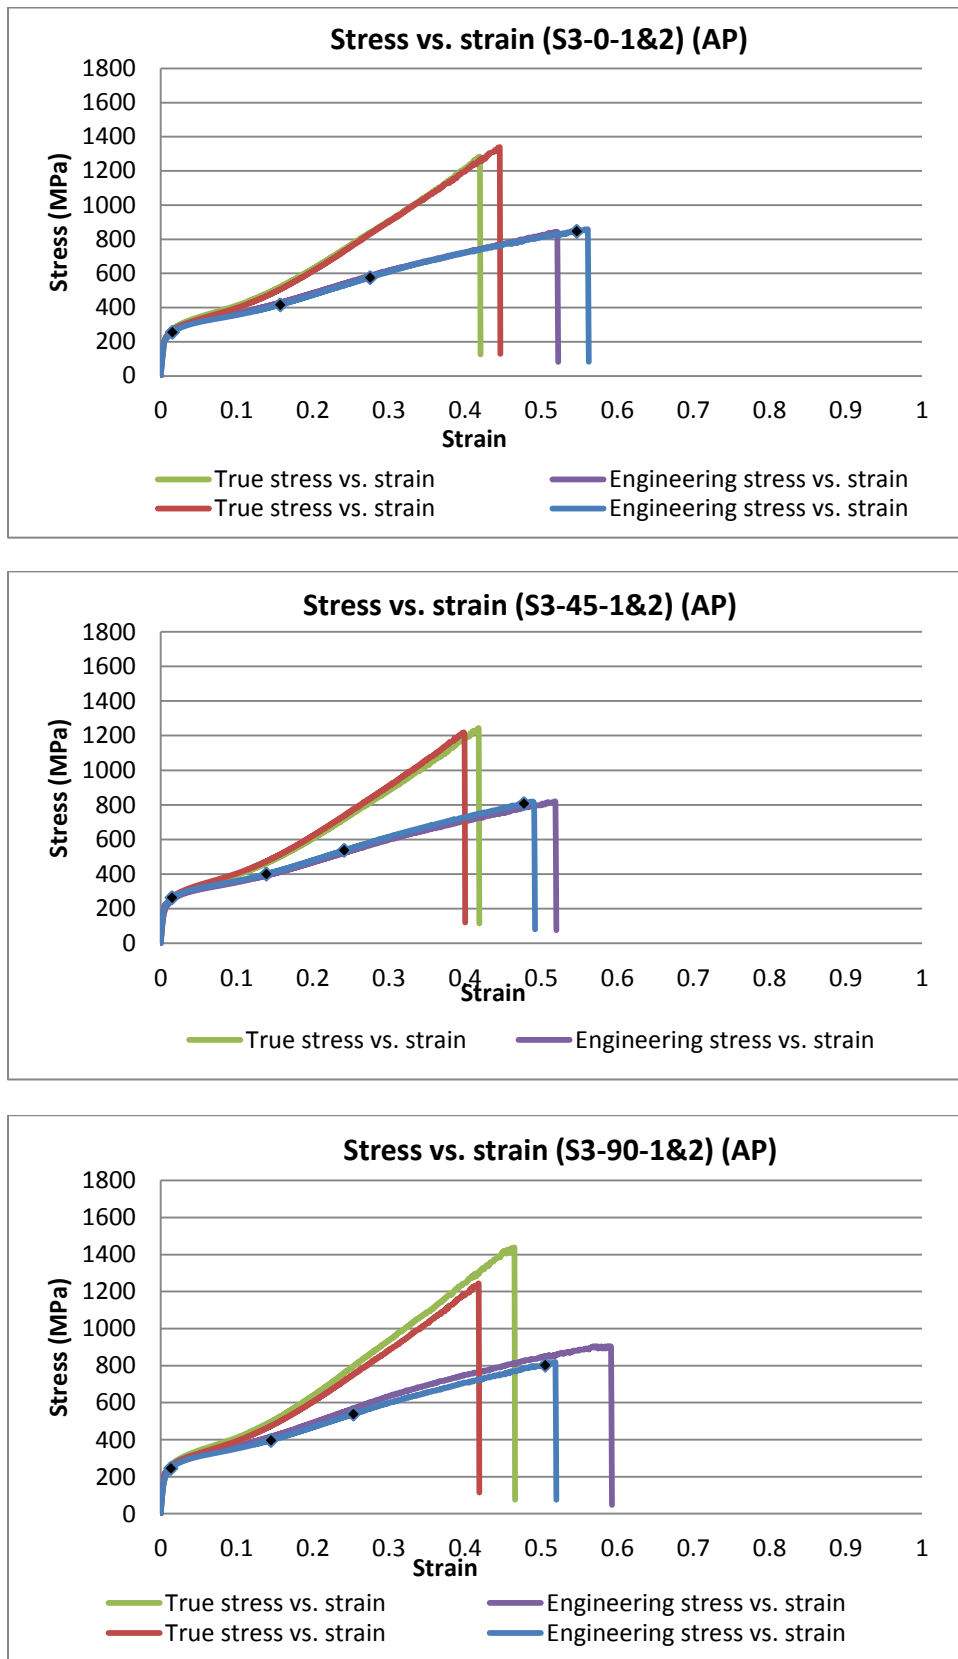 Stress vs. strain (S3-0-1&2) (AP)
1800
1600
1400
1200
1000
800
600
400
200
0
Stress (MPa)
0 0.1 0.2 0.3 0.4 0.5 0.6 0.7 0.8 0.9 1
Strain
True stress vs. strain Engineering stress vs. strain
True stress vs. strain Engineering stress vs. strain
Stress vs. strain (S3-45-1&2) (AP)
1800
1600
1400
1200
1000
800
600
400
200
0
Stress (MPa)
0 0.1 0.2 0.3 0.4 0.5 0.6 0.7 0.8 0.9 1
Strain
True stress vs. strain Engineering stress vs. strain
Stress vs. strain (S3-90-1&2) (AP)
1800
1600
1400
1200
1000
800
600
400
200
0
Stress (MPa)
0 0.1 0.2 0.3 0.4 0.5 0.6 0.7 0.8 0.9 1
Strain
True stress vs. strain Engineering stress vs. strain
True stress vs. strain Engineering stress vs. strain